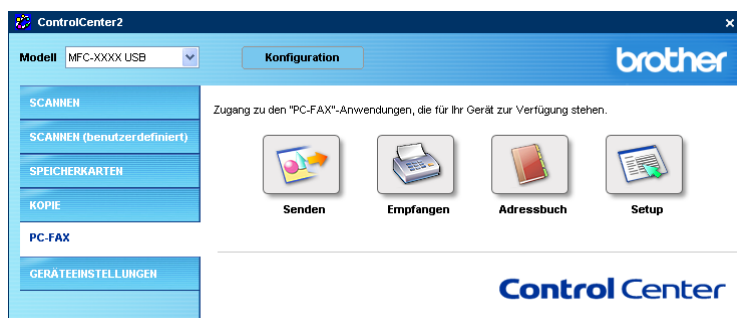 ControlCenter2
Modell MFC-XXXX USB Konfiguration
brother
SCANNEN
SCANNEN (benutzerdefiniert)
SPEICHERKARTEN
KOPIE
PC-FAX
GERÄTEEINSTELLUNGEN
Zugang zu den "PC-FAX"-Anwendungen, die für Ihr Gerät zur Verfügung stehen.
Senden Empfangen Adressbuch Setup
Control Center